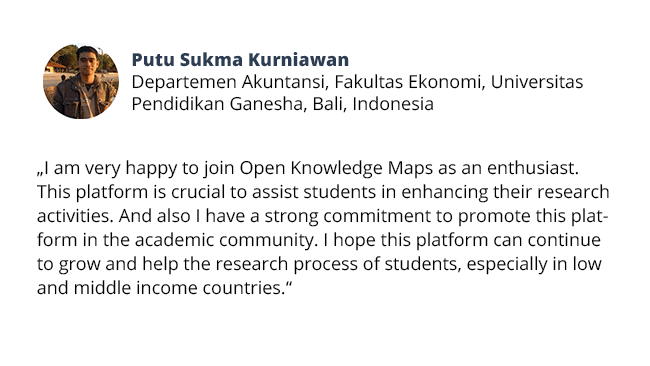 Putu Sukma Kurniawan
Departemen Akuntansi, Fakultas Ekonomi, Universitas
Pendidikan Ganesha, Bali, Indonesia
„I am very happy to join Open Knowledge Maps as an enthusiast.
This platform is crucial to assist students in enhancing their research
activities. And also I have a strong commitment to promote this plat-
form in the academic community. I hope this platform can continue
to grow and help the research process of students, especially in low
and middle income countries.“